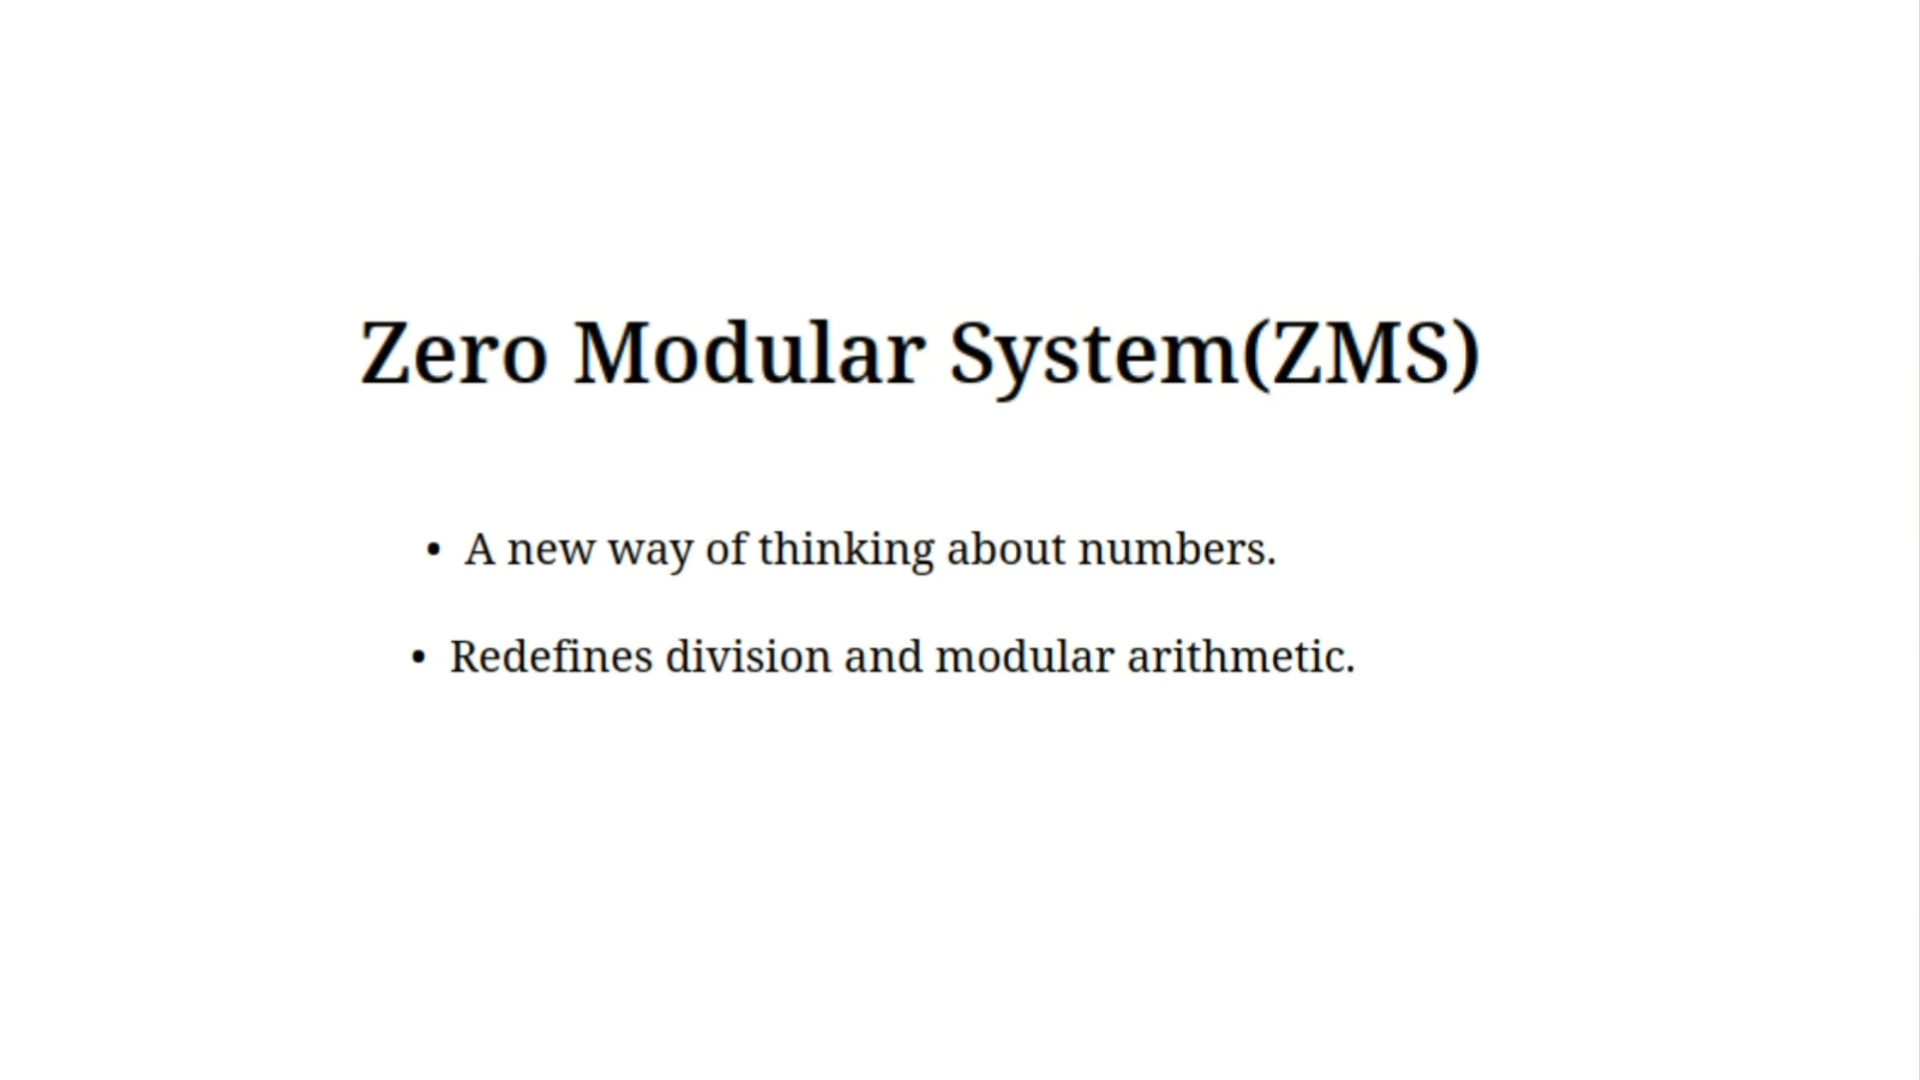 Zero Modular System(ZMS)
• A new way of thinking about numbers.
• Redefines division and modular arithmetic.